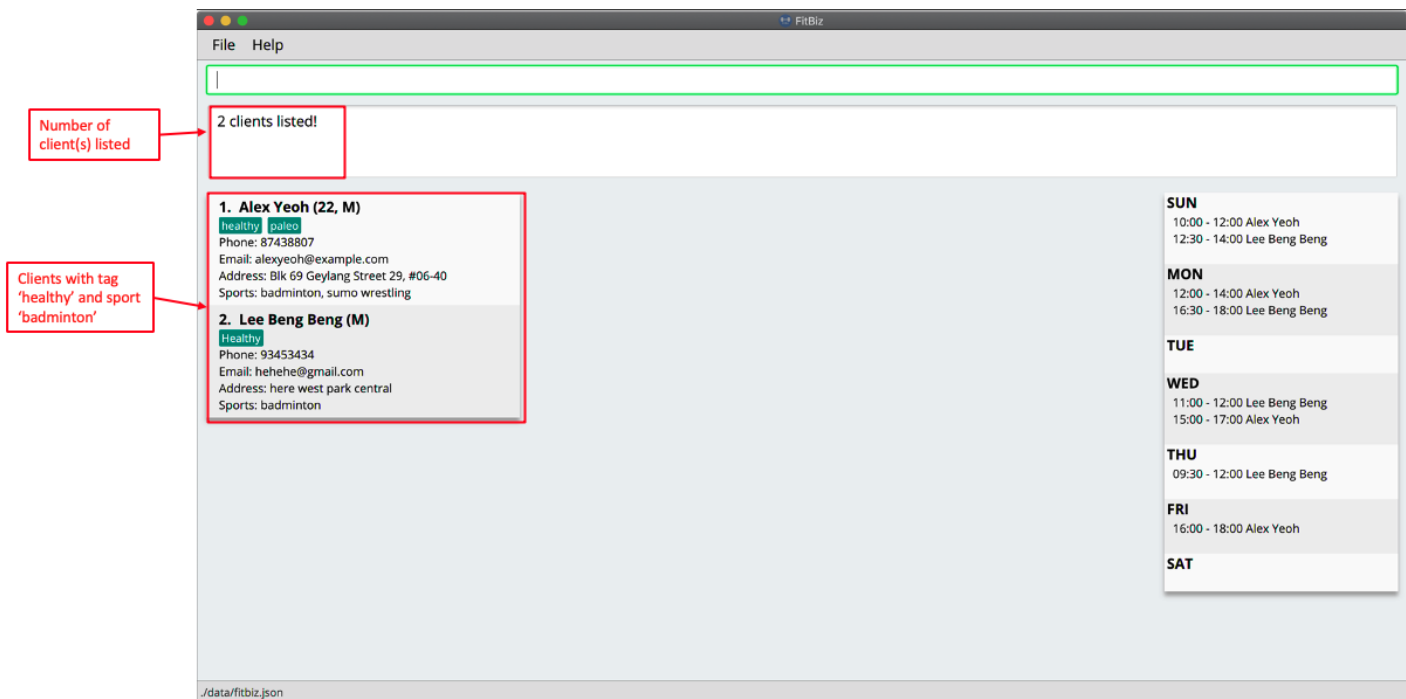 FitBiz
File Help
Number of
client(s) listed
2 clients listed!
Clients with tag
‘healthy’ and sport
‘badminton’
1. Alex Yeoh (22, M)
healthy paleo
Phone: 87438807
Email: alexyeoh@example.com
Address: Blk 69 Geylang Street 29, #06-40
Sports: badminton, sumo wrestling
2. Lee Beng Beng (M)
Healthy
Phone: 93453434
Email: hehehe@gmail.com
Address: here west park central
Sports: badminton
SUN
10:00 - 12:00 Alex Yeoh
12:30 - 14:00 Lee Beng Beng
MON
12:00 - 14:00 Alex Yeoh
16:30 - 18:00 Lee Beng Beng
TUE
WED
11:00 - 12:00 Lee Beng Beng
15:00 - 17:00 Alex Yeoh
THU
09:30 - 12:00 Lee Beng Beng
FRI
16:00 - 18:00 Alex Yeoh
SAT
./data/fitbiz.json